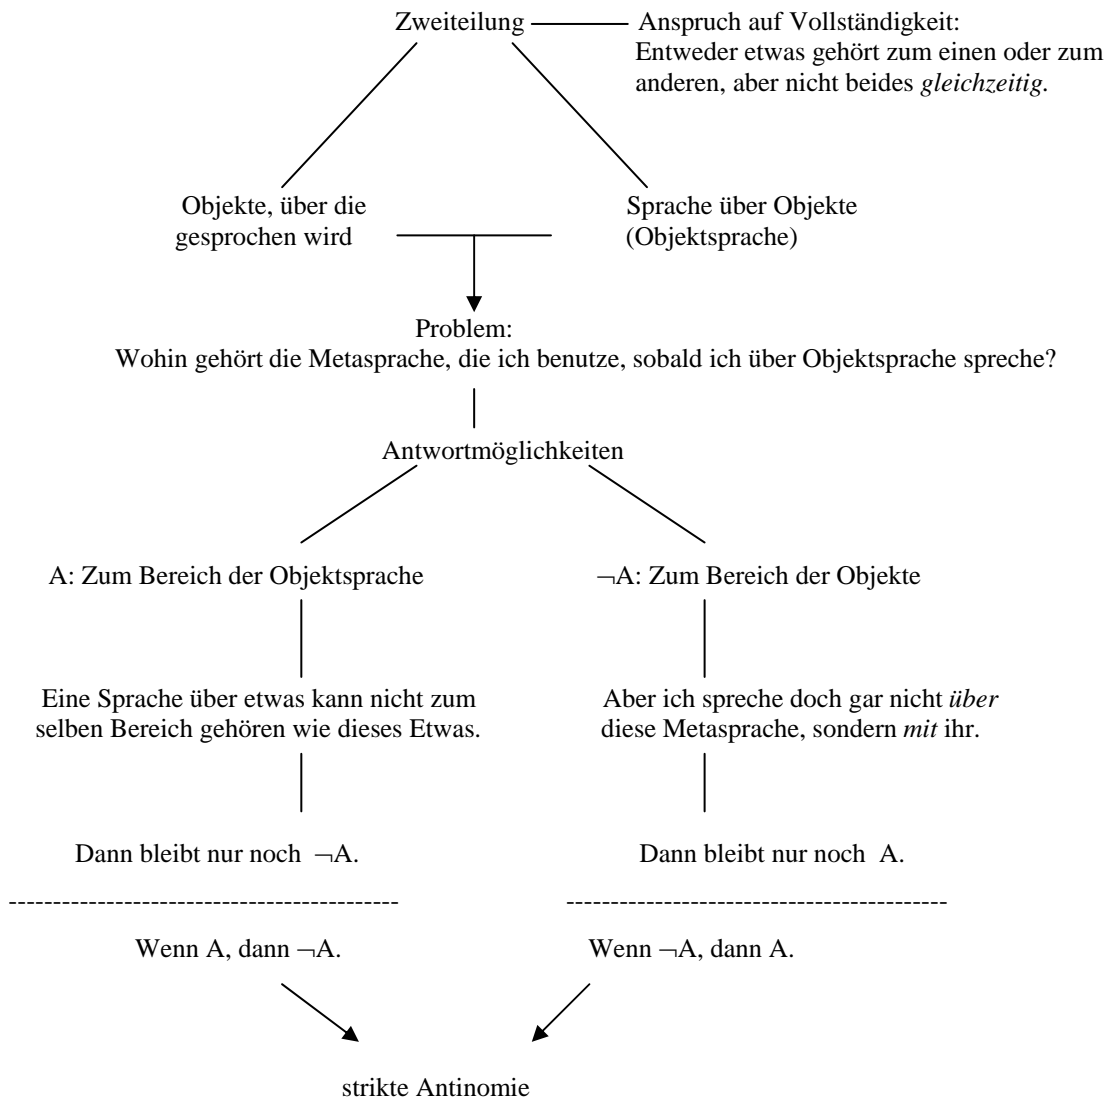 Zweiteilung
Anspruch auf Vollständigkeit:
Entweder etwas gehört zum einen oder zum
anderen, aber nicht beides gleichzeitig.
Objekte, über die
gesprochen wird
Sprache über Objekte
(Objektsprache)
Problem:
Wohin gehört die Metasprache, die ich benutze, sobald ich über Objektsprache spreche?
Antwortmöglichkeiten
A: Zum Bereich der Objektsprache
¬A: Zum Bereich der Objekte
Eine Sprache über etwas kann nicht zum
selben Bereich gehören wie dieses Etwas.
Aber ich spreche doch gar nicht über
diese Metasprache, sondern mit ihr.
Dann bleibt nur noch ¬A.
Dann bleibt nur noch A.
Wenn A, dann ¬A.
Wenn ¬A, dann A.
strikte Antinomie